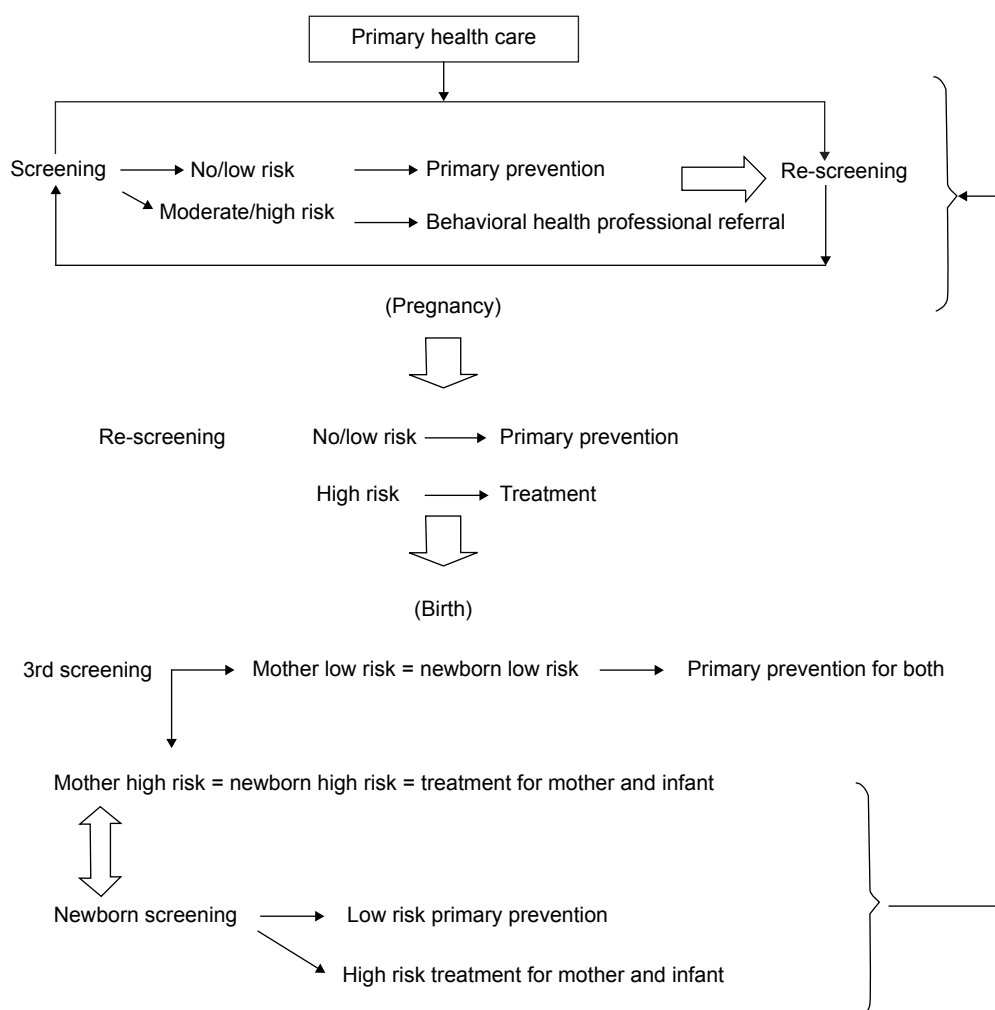 Primary health care
Screening No/low risk Primary prevention Re-screening
Moderate/high risk Behavioral health professional referral
(Pregnancy)
Re-screening No/low risk Primary prevention
High risk Treatment
(Birth)
3rd screening Mother low risk = newborn low risk Primary prevention for both
Mother high risk = newborn high risk = treatment for mother and infant
Newborn screening Low risk primary prevention
High risk treatment for mother and infant